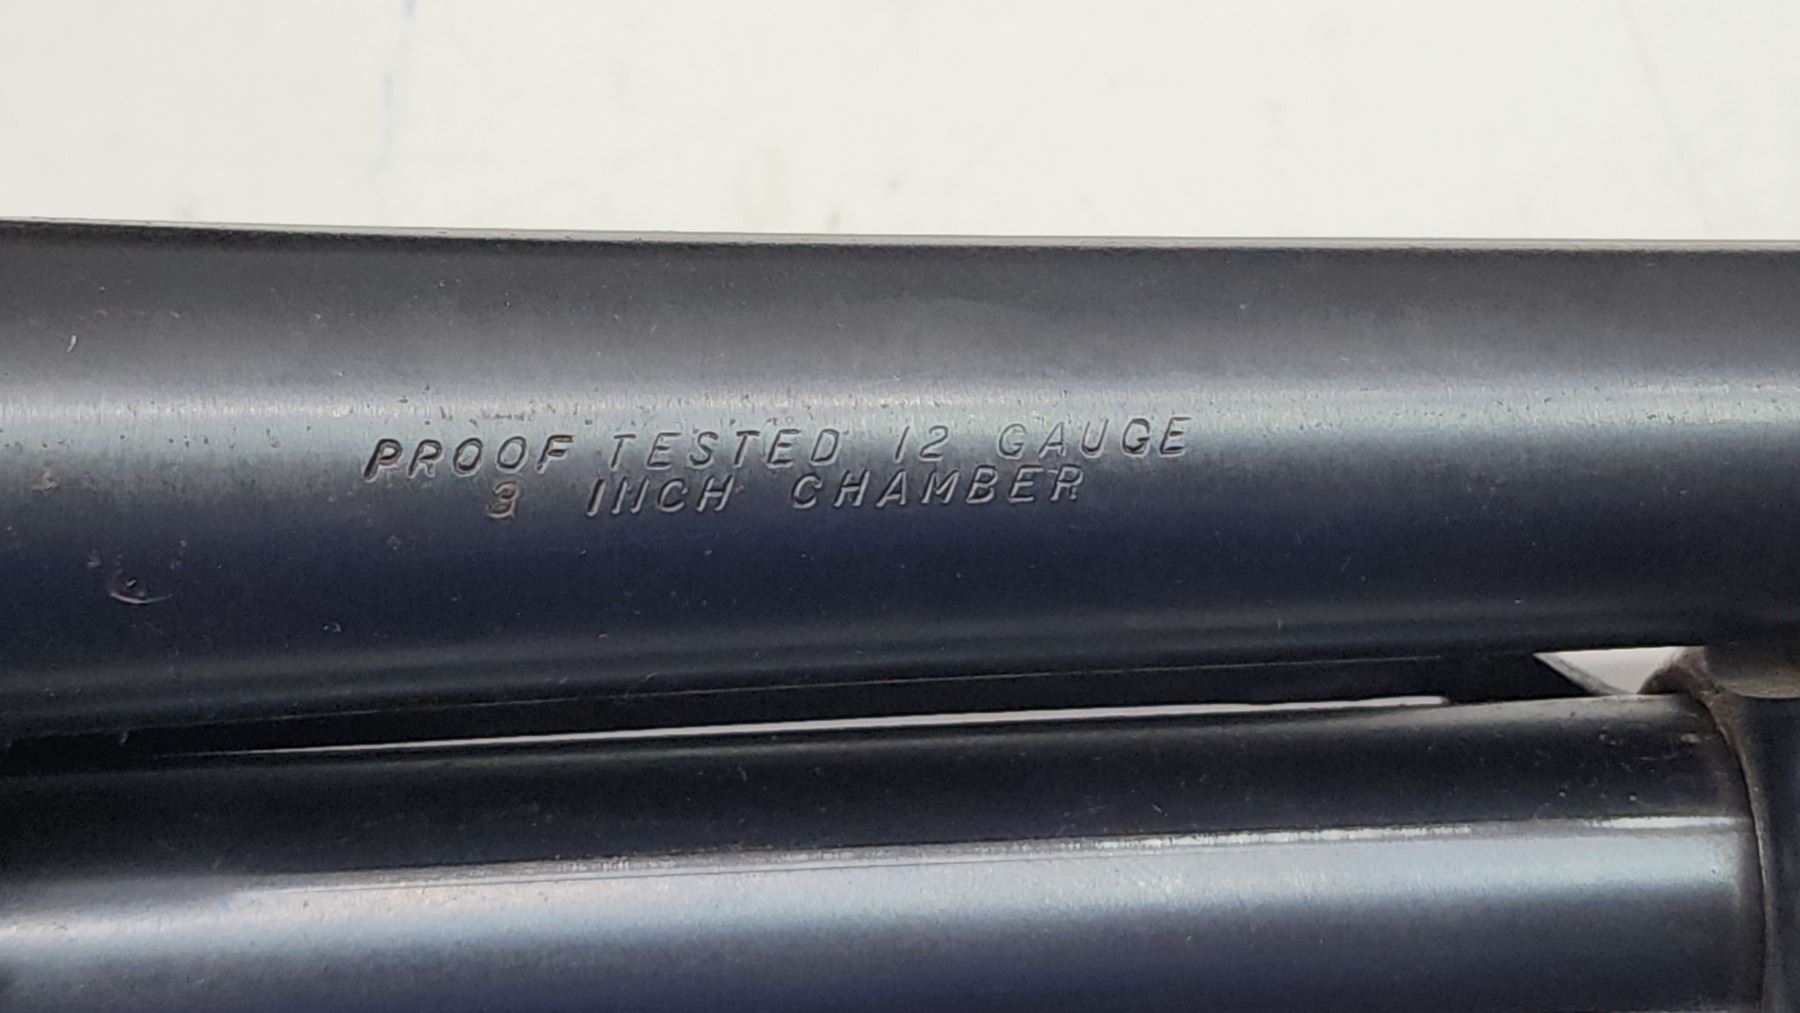 PROOF TESTED 12 GAUGE
3 INCH CHAMBER